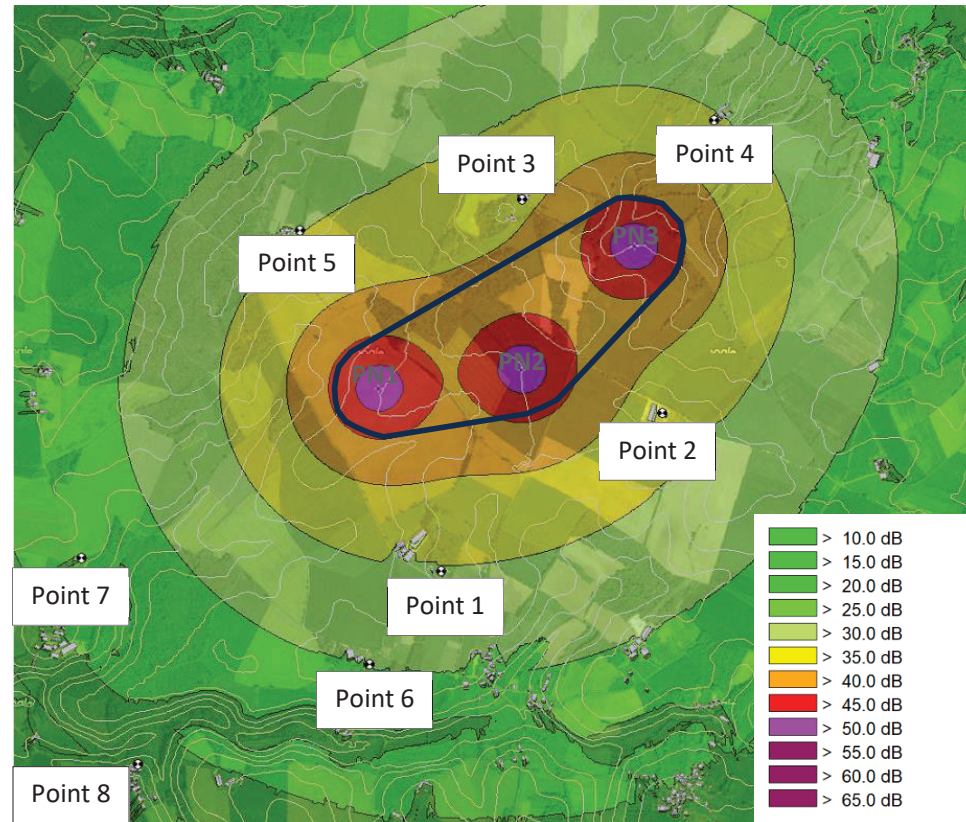 Point 3
Point 4
Point 5
PN3
PN1
PN2
Point 2
Point 7
Point 1
Point 6
Point 8
> 10.0 dB
> 15.0 dB
> 20.0 dB
> 25.0 dB
> 30.0 dB
> 35.0 dB
> 40.0 dB
> 45.0 dB
> 50.0 dB
> 55.0 dB
> 60.0 dB
> 65.0 dB